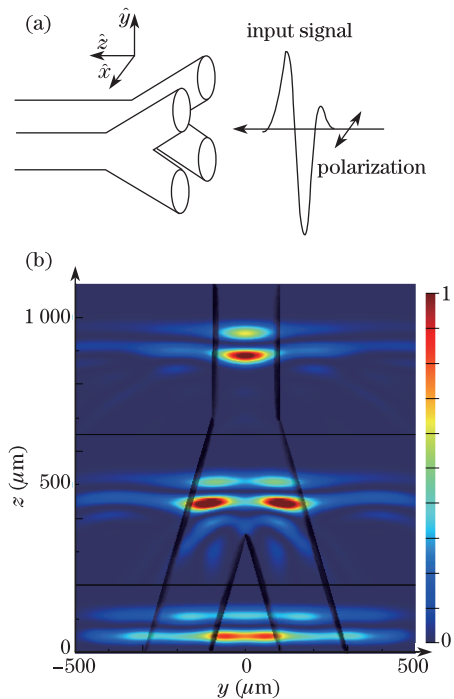 (a)
ŷ
ẑ
x̂
input signal
polarization
(b)
1
1 000
z (μm)
500
0
0
−500
0
500
y (μm)